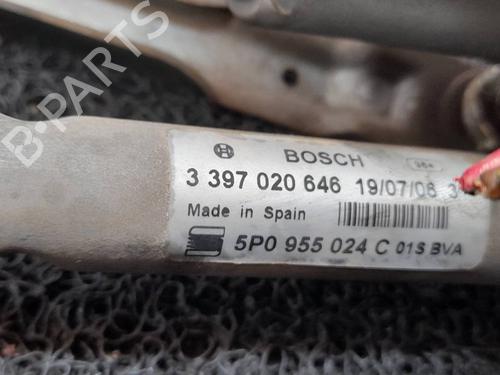 B-PARTS
BOSCH
3 397 020 646 19/07/06
Made in Spain
5P0 955 024 C 01S BVA